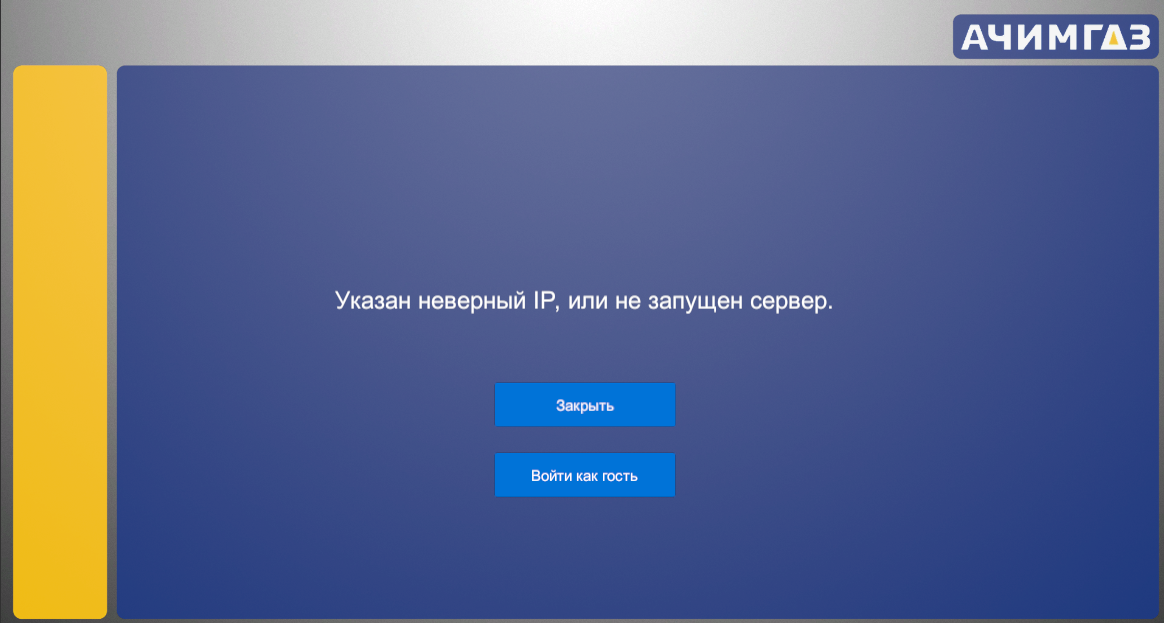 АЧИМГАЗ
Указан неверный IP, или не запущен сервер.
Закрыть
Войти как гость